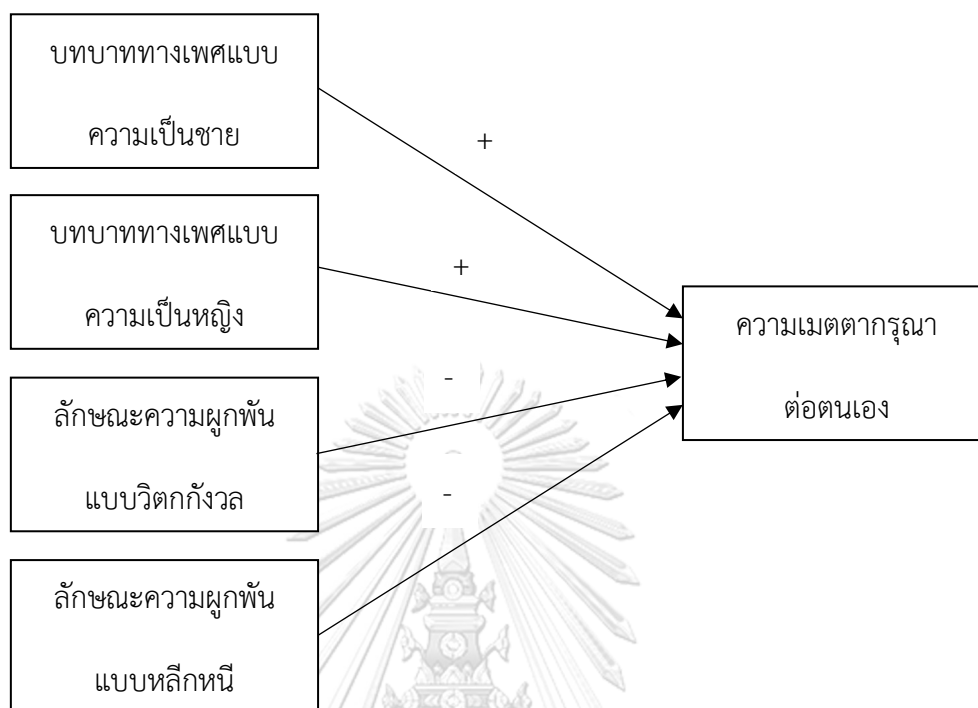 บทบาททางเพศแบบ
ความเป็นชาย
+
บทบาททางเพศแบบ
ความเป็นหญิง
+
ความเมตตากรุณา
ต่อตนเอง
-
ลักษณะความผูกพัน
แบบวิตกกังวล
-
ลักษณะความผูกพัน
แบบหลีกหนี